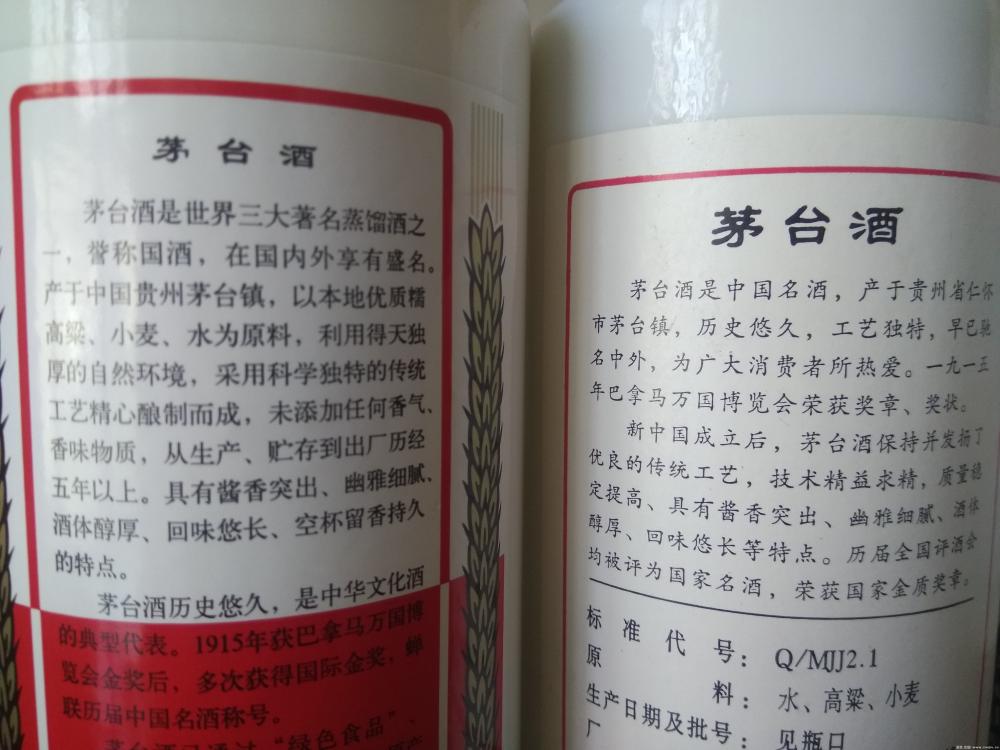 茅台酒
茅台酒是世界三大著名蒸馏酒之
一，誉称国酒，在国内外享有盛名。
产于中国贵州茅台镇，以本地优质糯
高粱、小麦、水为原料，利用得天独
厚的自然环境，采用科学独特的传统
工艺精心酿制而成，未添加任何香气、
香味物质，从生产、贮存到出厂历经
五年以上。具有酱香突出、幽雅细腻、
酒体醇厚、回味悠长、空杯留香持久
的特点。
茅台酒历史悠久，是中华文化酒
的典型代表。1915年获巴拿马万国博
览会金奖后，多次获得国际金奖，蝉
联历届中国名酒称号。
茅台酒已通过“绿色食品”、
茅台酒
茅台酒是中国名酒，产于贵州省仁怀
市茅台镇，历史悠久，工艺独特，早已驰
名中外，为广大消费者所热爱。一九一五
年巴拿马万国博览会荣获奖章、奖状。
新中国成立后，茅台酒保持并发扬了
优良的传统工艺，技术精益求精，质量稳
定提高、具有酱香突出、幽雅细腻、酒体
醇厚、回味悠长等特点。历届全国评酒会
均被评为国家名酒，荣获国家金质奖章。
标准代号：Q/MJJ2.1
原料：水、高粱、小麦
生产日期及批号：见瓶口
厂